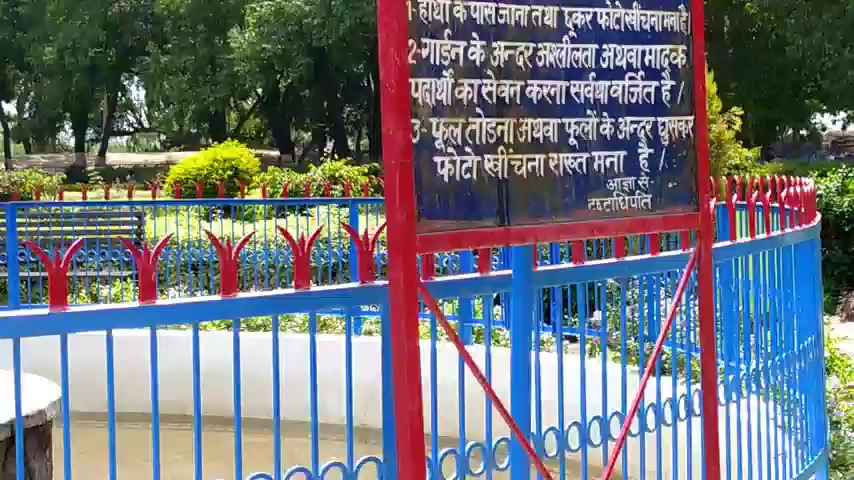 1- हाथी के पास जाना तथा छूकर फोटो खींचना मना है|
2- गार्डन के अन्दर अश्लीलता अथवा मादक
पदार्थों का सेवन करना सर्वथा वर्जित है /
3- फूल तोडना अथवा फूलों के अन्दर घुसकर
फोटो खींचना सख्त मना है /
आज्ञा से